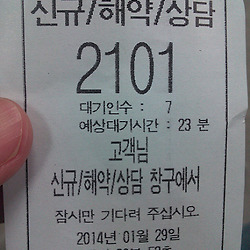 신규/해약/상담
2101
대기인수 : 7
예상대기시간 : 23 분
고객님
신규/해약/상담 창구에서
잠시만 기다려 주십시오.
2014년 01월 29일